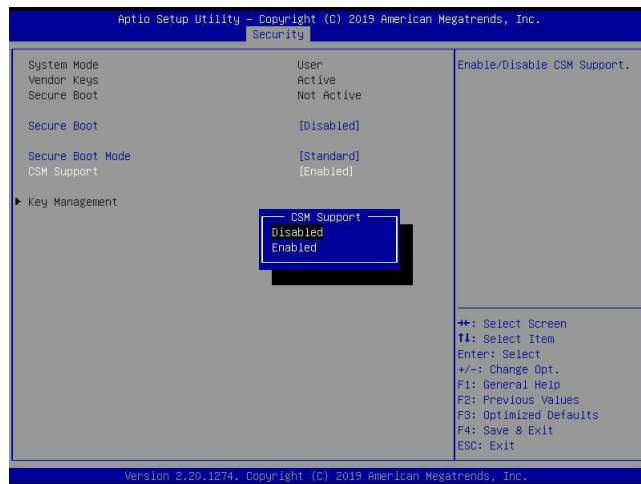 Aptio Setup Utility – Copyright (C) 2019 American Megatrends, Inc.
Security
System Mode User
Vendor Keys Active
Secure Boot Not Active
Secure Boot [Disabled]
Secure Boot Mode [Standard]
CSM Support [Enabled]
Key Management
CSM Support
Disabled
Enabled
Enable/Disable CSM Support.
→←: Select Screen
↑↓: Select Item
Enter: Select
+/-: Change Opt.
F1: General Help
F2: Previous Values
F3: Optimized Defaults
F4: Save & Exit
ESC: Exit
Version 2.20.1274. Copyright (C) 2019 American Megatrends, Inc.